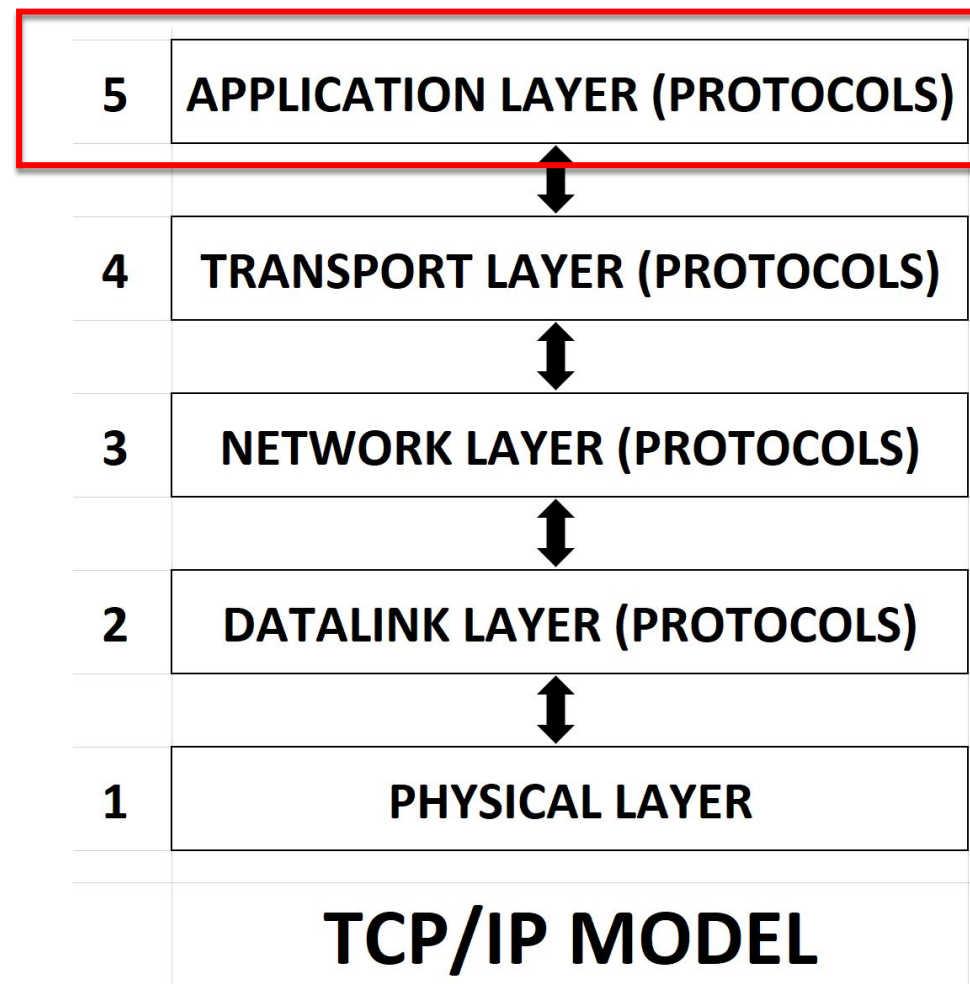 5 APPLICATION LAYER (PROTOCOLS)
4 TRANSPORT LAYER (PROTOCOLS)
3 NETWORK LAYER (PROTOCOLS)
2 DATALINK LAYER (PROTOCOLS)
1 PHYSICAL LAYER
TCP/IP MODEL